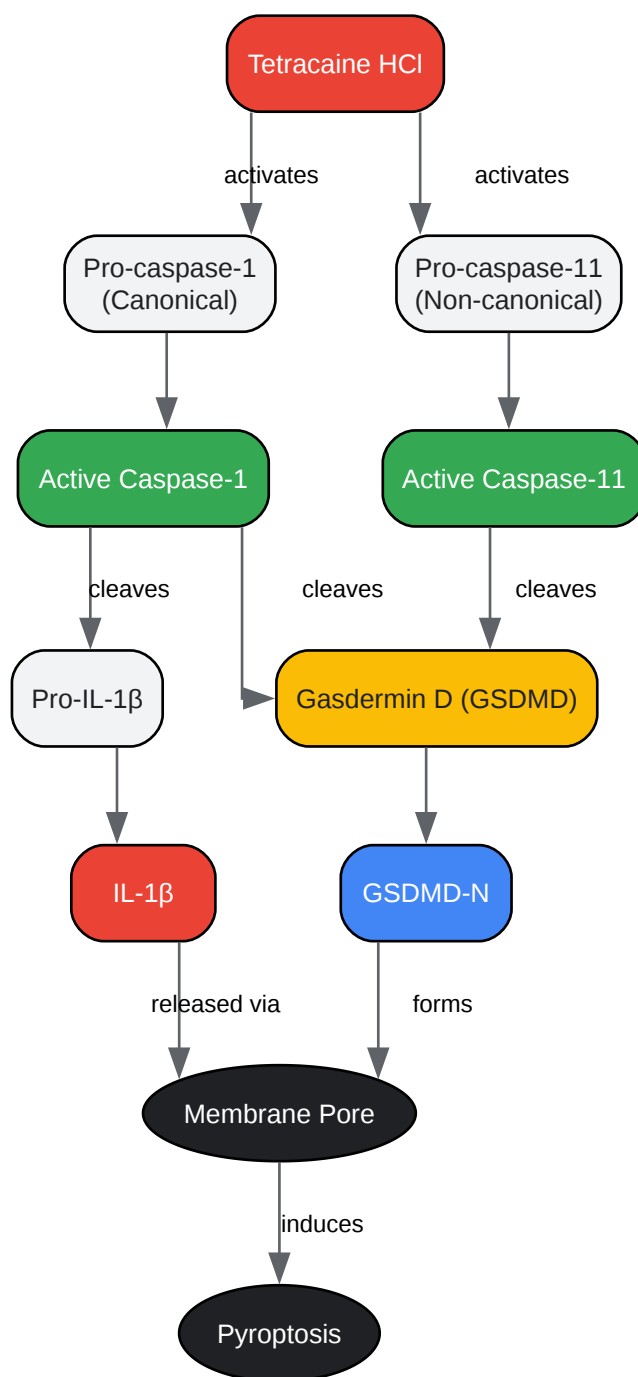 Tetracaine HCl
activates
activates
Pro-caspase-1
(Canonical)
Pro-caspase-11
(Non-canonical)
Active Caspase-1
Active Caspase-11
cleaves
cleaves
cleaves
Pro-IL-1β
Gasdermin D (GSDMD)
IL-1β
GSDMD-N
released via
forms
Membrane Pore
induces
Pyroptosis